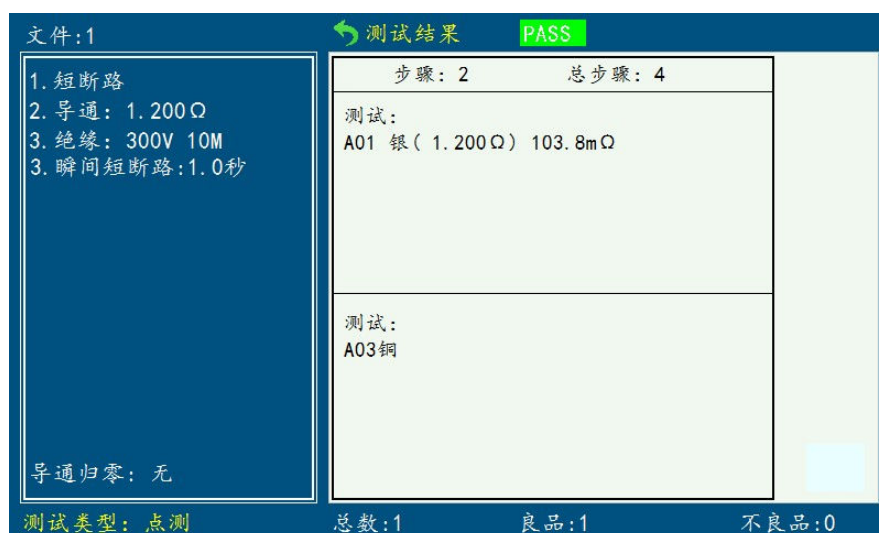 文件:1
测试结果 PASS
1.短断路
2.导通: 1.200Ω
3.绝缘: 300V 10M
3.瞬间短断路:1.0秒
导通归零: 无
步骤: 2 总步骤: 4
测试:
A01 银( 1.200Ω) 103.8mΩ
测试:
A03铜
测试类型: 点测 总数:1 良品:1 不良品:0